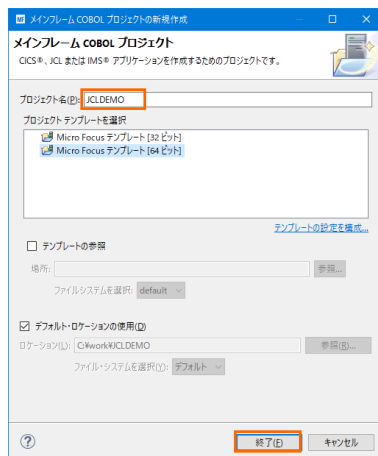 メインフレーム COBOL プロジェクトの新規作成
メインフレーム COBOL プロジェクト
CICS®、JCL または IMS® アプリケーションを作成するためのプロジェクトです。
プロジェクト名(P): JCLDEMO
プロジェクト テンプレートを選択
Micro Focus テンプレート [32 ビット]
Micro Focus テンプレート [64 ビット]
テンプレートの設定を構成...
テンプレートの参照
場所: 参照...
ファイルシステムを選択: default
デフォルト・ロケーションの使用(D)
ロケーション(L): C:¥work¥JCLDEMO 参照(R)...
ファイル・システムを選択(Y): デフォルト
終了(F) キャンセル